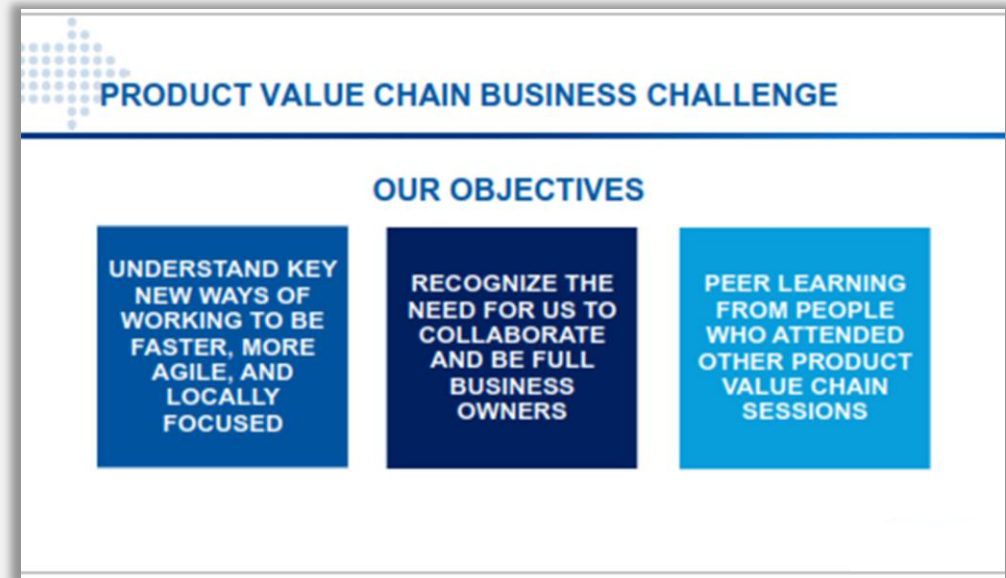 PRODUCT VALUE CHAIN BUSINESS CHALLENGE
OUR OBJECTIVES
UNDERSTAND KEY
NEW WAYS OF
WORKING TO BE
FASTER, MORE
AGILE, AND
LOCALLY
FOCUSED
RECOGNIZE THE
NEED FOR US TO
COLLABORATE
AND BE FULL
BUSINESS
OWNERS
PEER LEARNING
FROM PEOPLE
WHO ATTENDED
OTHER PRODUCT
VALUE CHAIN
SESSIONS